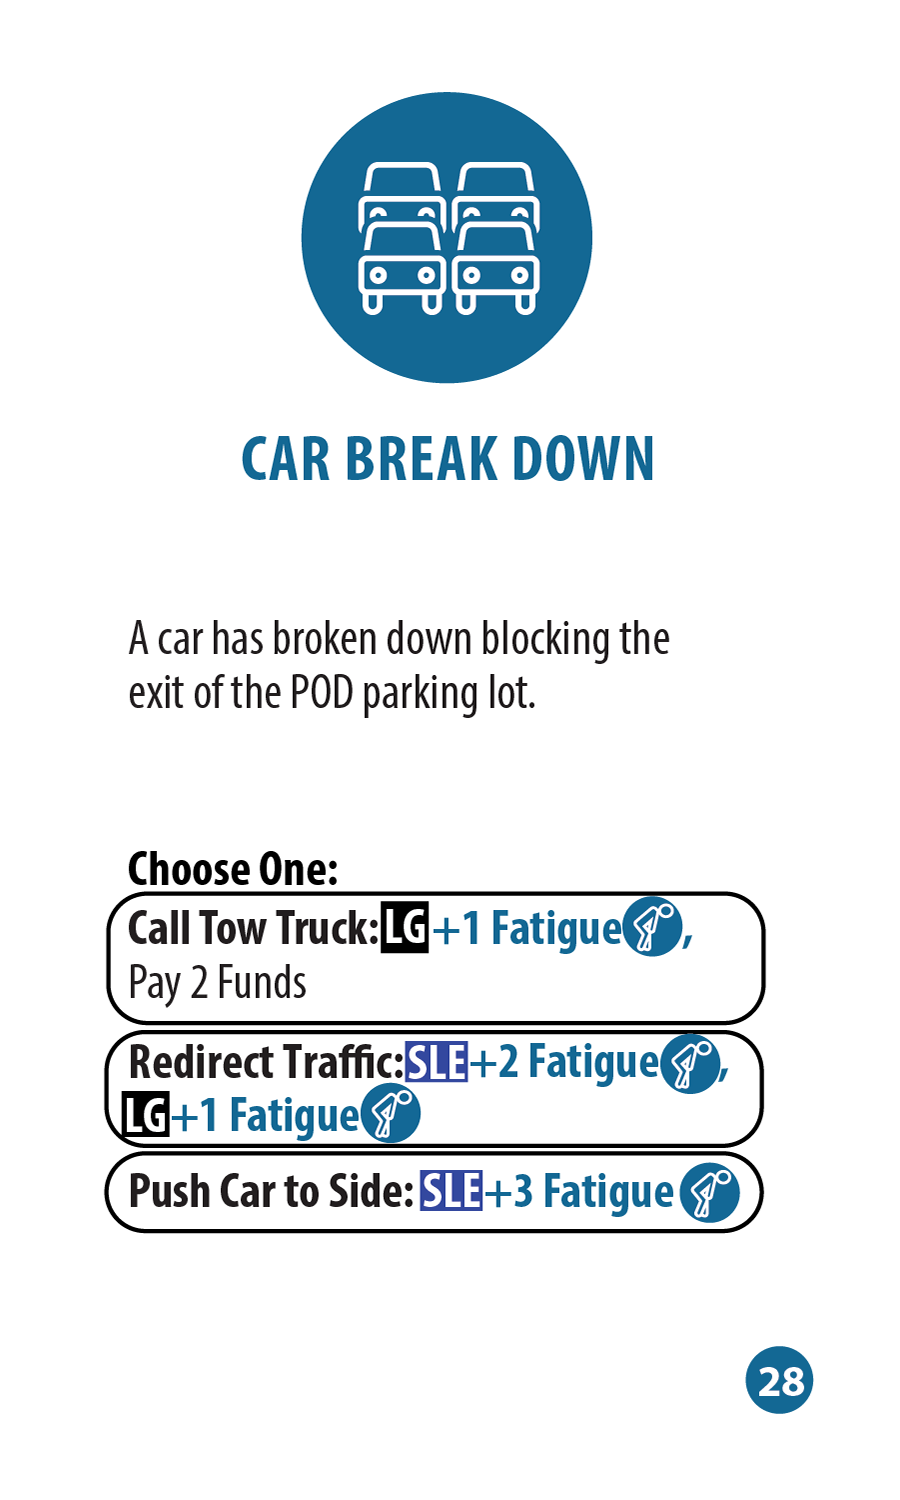 CAR BREAK DOWN
A car has broken down blocking the
exit of the POD parking lot.
Choose One:
Call Tow Truck: LG +1 Fatigue,
Pay 2 Funds
Redirect Traffic: SLE +2 Fatigue,
LG +1 Fatigue
Push Car to Side: SLE +3 Fatigue
28